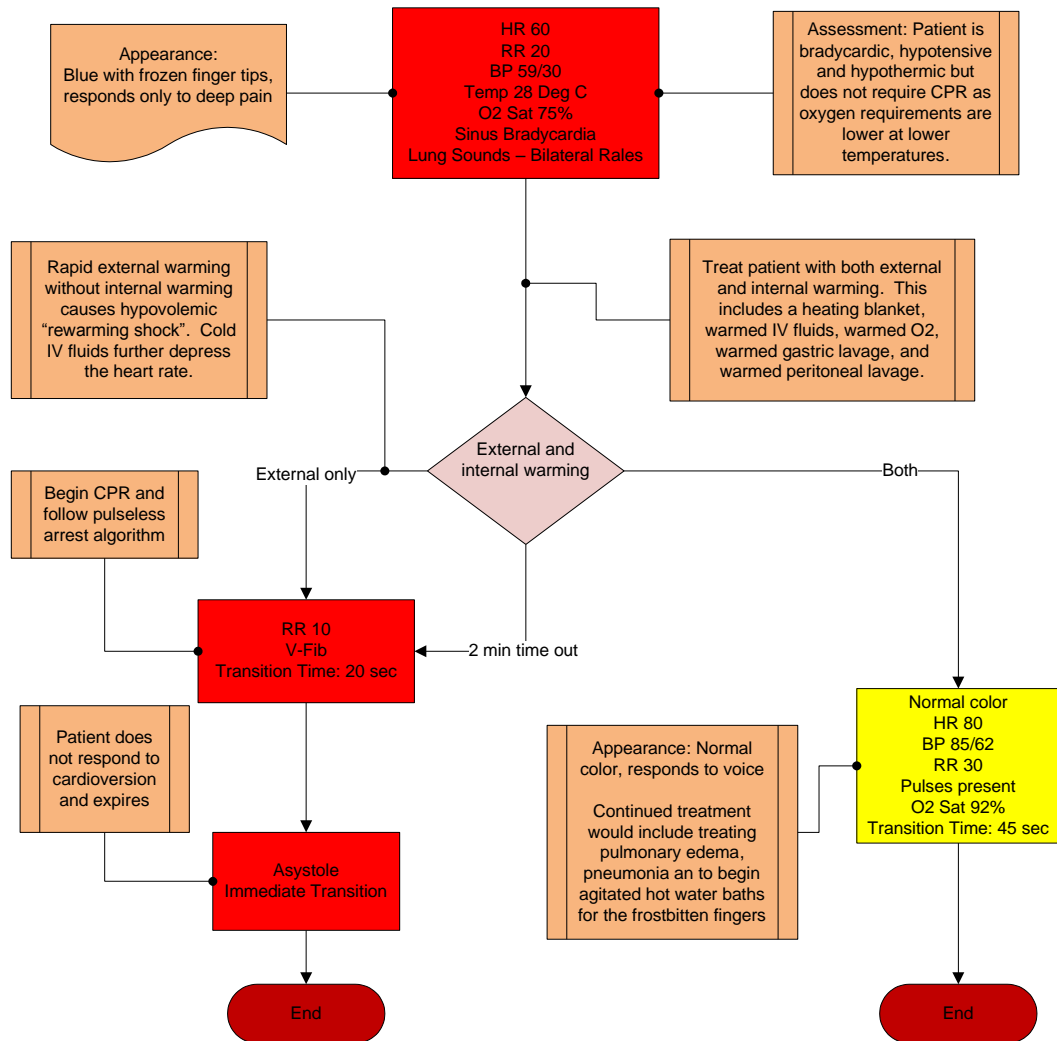 Appearance:
Blue with frozen finger tips,
responds only to deep pain
HR 60
RR 20
BP 59/30
Temp 28 Deg C
O2 Sat 75%
Sinus Bradycardia
Lung Sounds – Bilateral Rales
Assessment: Patient is
bradycardic, hypotensive
and hypothermic but
does not require CPR as
oxygen requirements are
lower at lower
temperatures.
Rapid external warming
without internal warming
causes hypovolemic
“rewarming shock”. Cold
IV fluids further depress
the heart rate.
Treat patient with both external
and internal warming. This
includes a heating blanket,
warmed IV fluids, warmed O2,
warmed gastric lavage, and
warmed peritoneal lavage.
External and
internal warming
External only
Both
Begin CPR and
follow pulseless
arrest algorithm
RR 10
V-Fib
Transition Time: 20 sec
2 min time out
Patient does
not respond to
cardioversion
and expires
Appearance: Normal
color, responds to voice
Continued treatment
would include treating
pulmonary edema,
pneumonia an to begin
agitated hot water baths
for the frostbitten fingers
Normal color
HR 80
BP 85/62
RR 30
Pulses present
O2 Sat 92%
Transition Time: 45 sec
Asystole
Immediate Transition
End
End